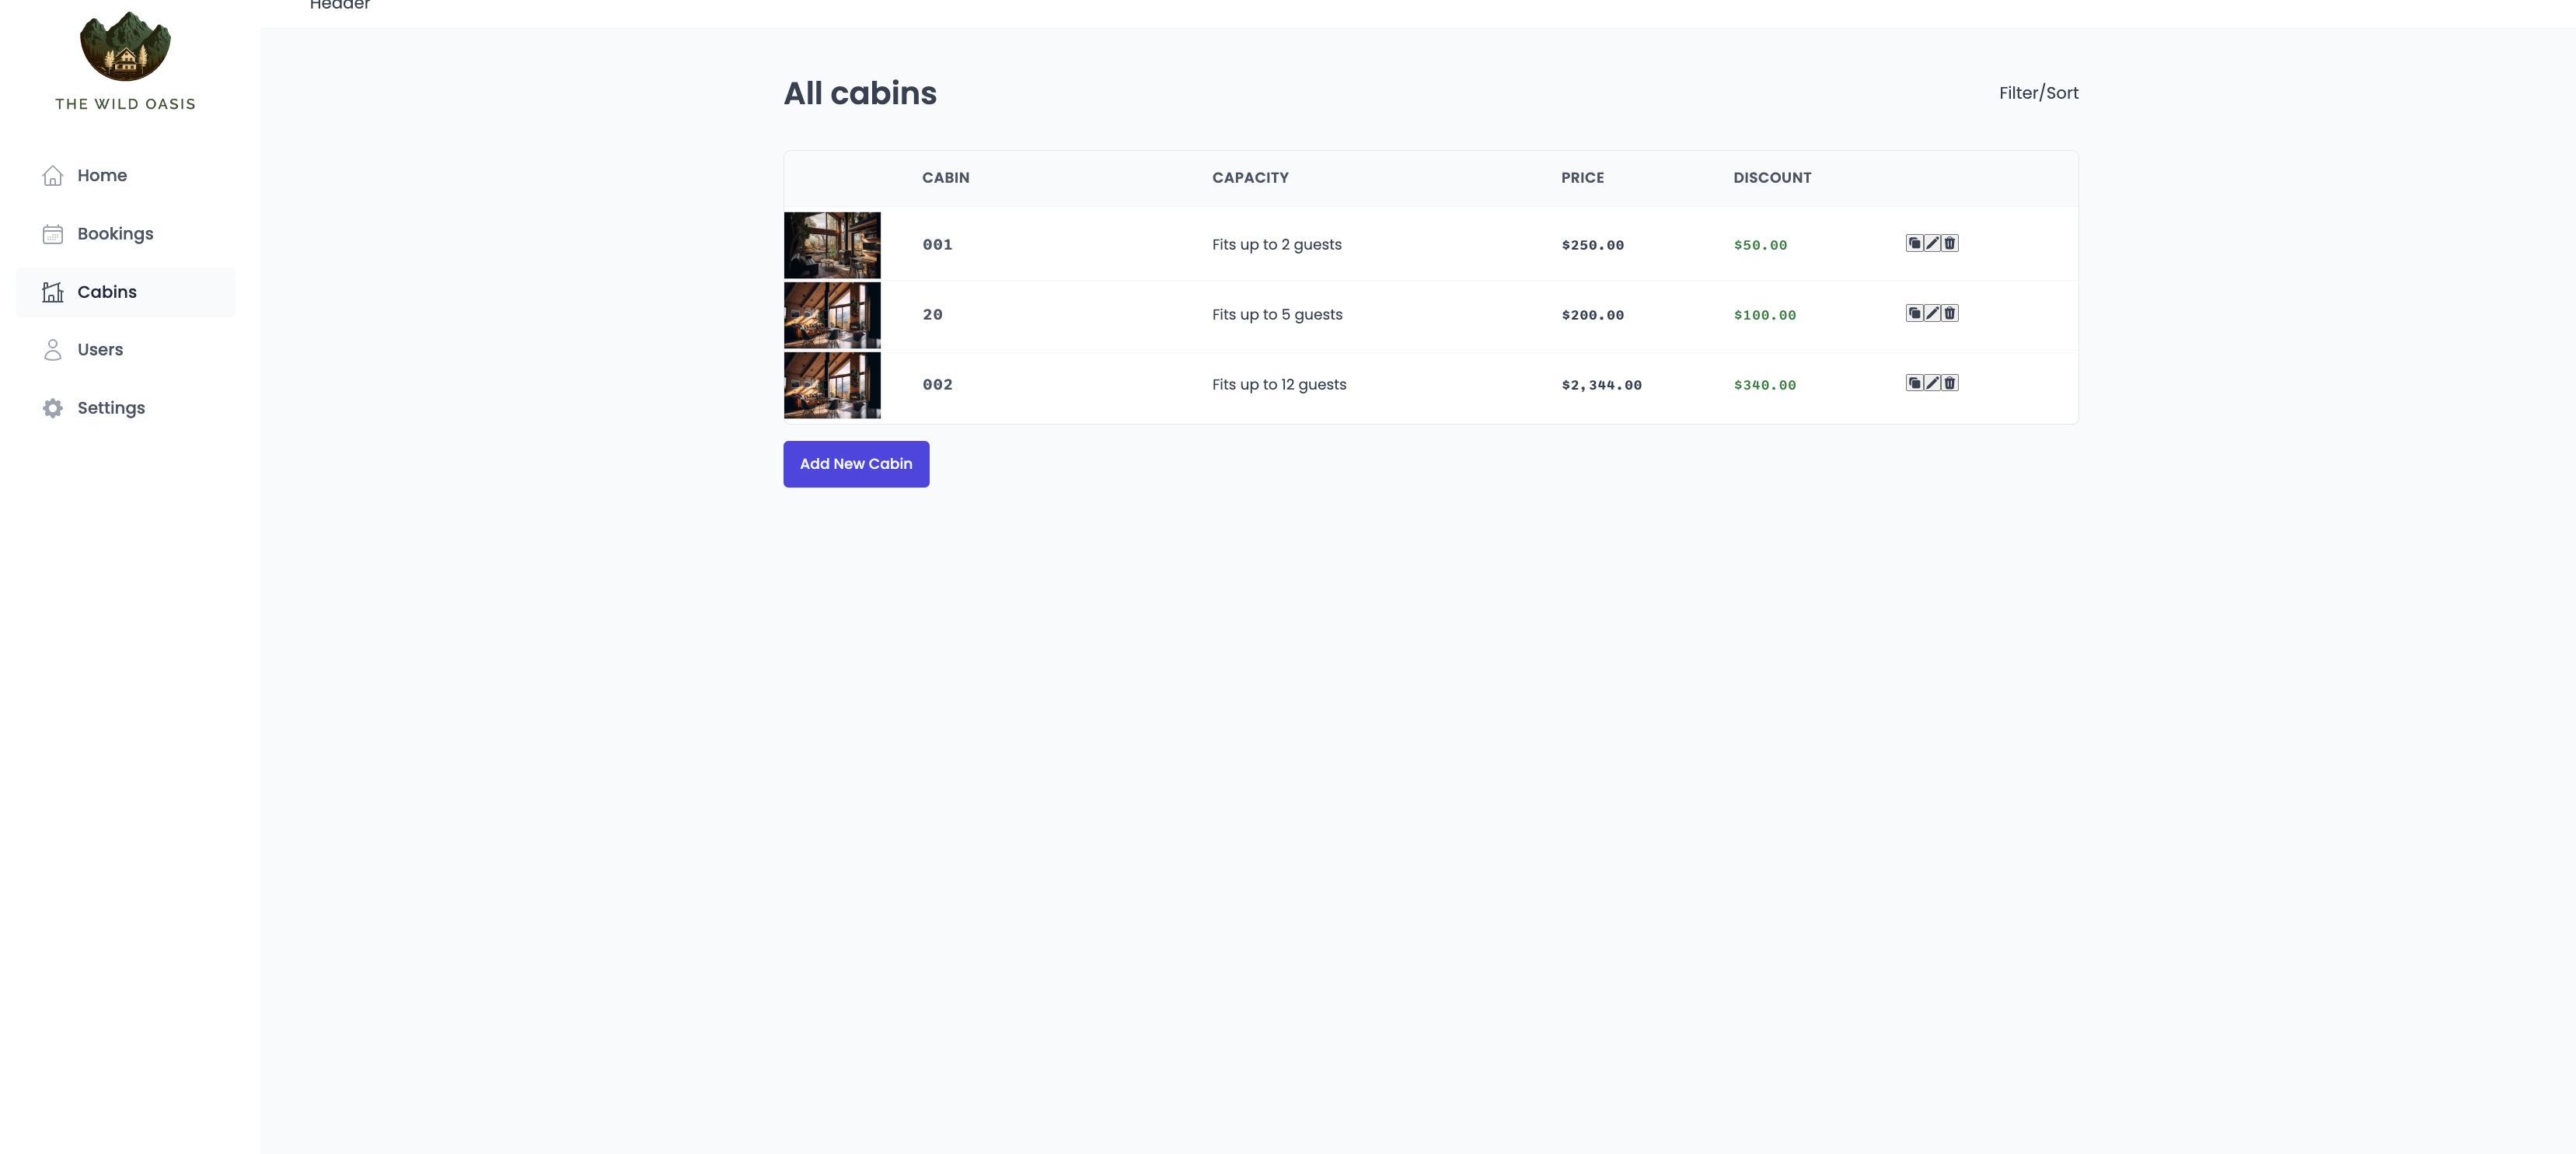 Header
THE WILD OASIS
Home
Bookings
Cabins
Users
Settings
All cabins
Filter/Sort
CABIN CAPACITY PRICE DISCOUNT
001 Fits up to 2 guests $250.00 $50.00
20 Fits up to 5 guests $200.00 $100.00
002 Fits up to 12 guests $2,344.00 $340.00
Add New Cabin